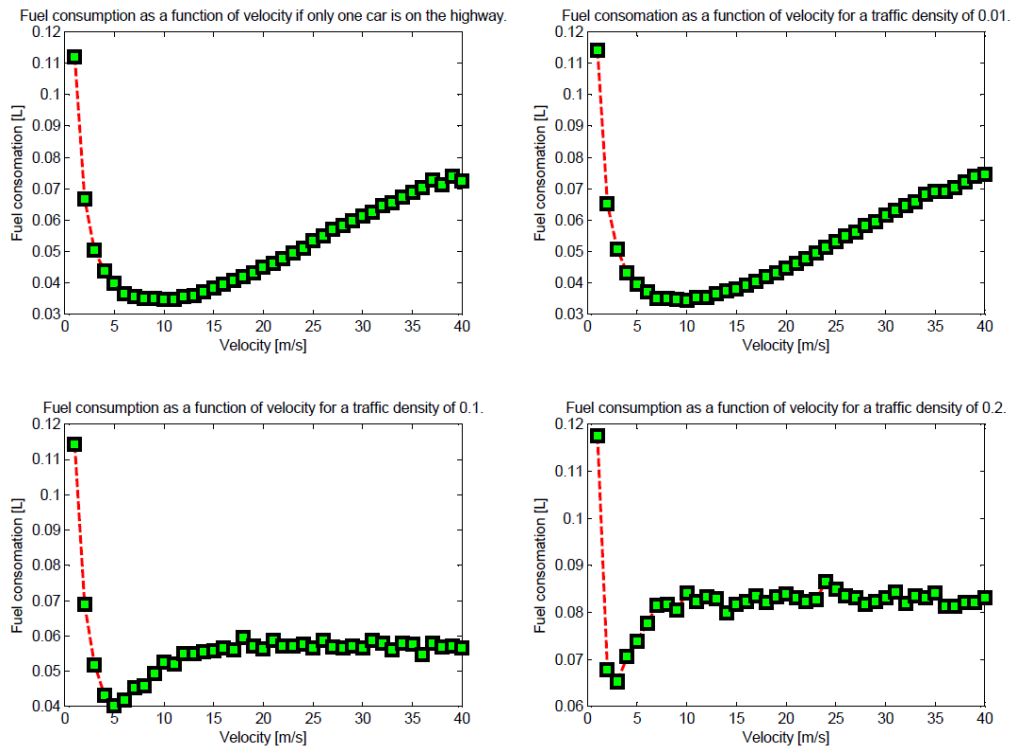 Fuel consumption as a function of velocity if only one car is on the highway.
0.12
0.11
0.1
0.09
0.08
0.07
0.06
0.05
0.04
0.03
Fuel consomation [L]
0 5 10 15 20 25 30 35 40
Velocity [m/s]
Fuel consomation as a function of velocity for a traffic density of 0.01.
0.12
0.11
0.1
0.09
0.08
0.07
0.06
0.05
0.04
0.03
Fuel consomation [L]
0 5 10 15 20 25 30 35 40
Velocity [m/s]
Fuel consumption as a function of velocity for a traffic density of 0.1.
0.12
0.11
0.1
0.09
0.08
0.07
0.06
0.05
0.04
Fuel consomation [L]
0 5 10 15 20 25 30 35 40
Velocity [m/s]
Fuel consumption as a function of velocity for a traffic density of 0.2.
0.12
0.11
0.1
0.09
0.08
0.07
0.06
Fuel consomation [L]
0 5 10 15 20 25 30 35 40
Velocity [m/s]